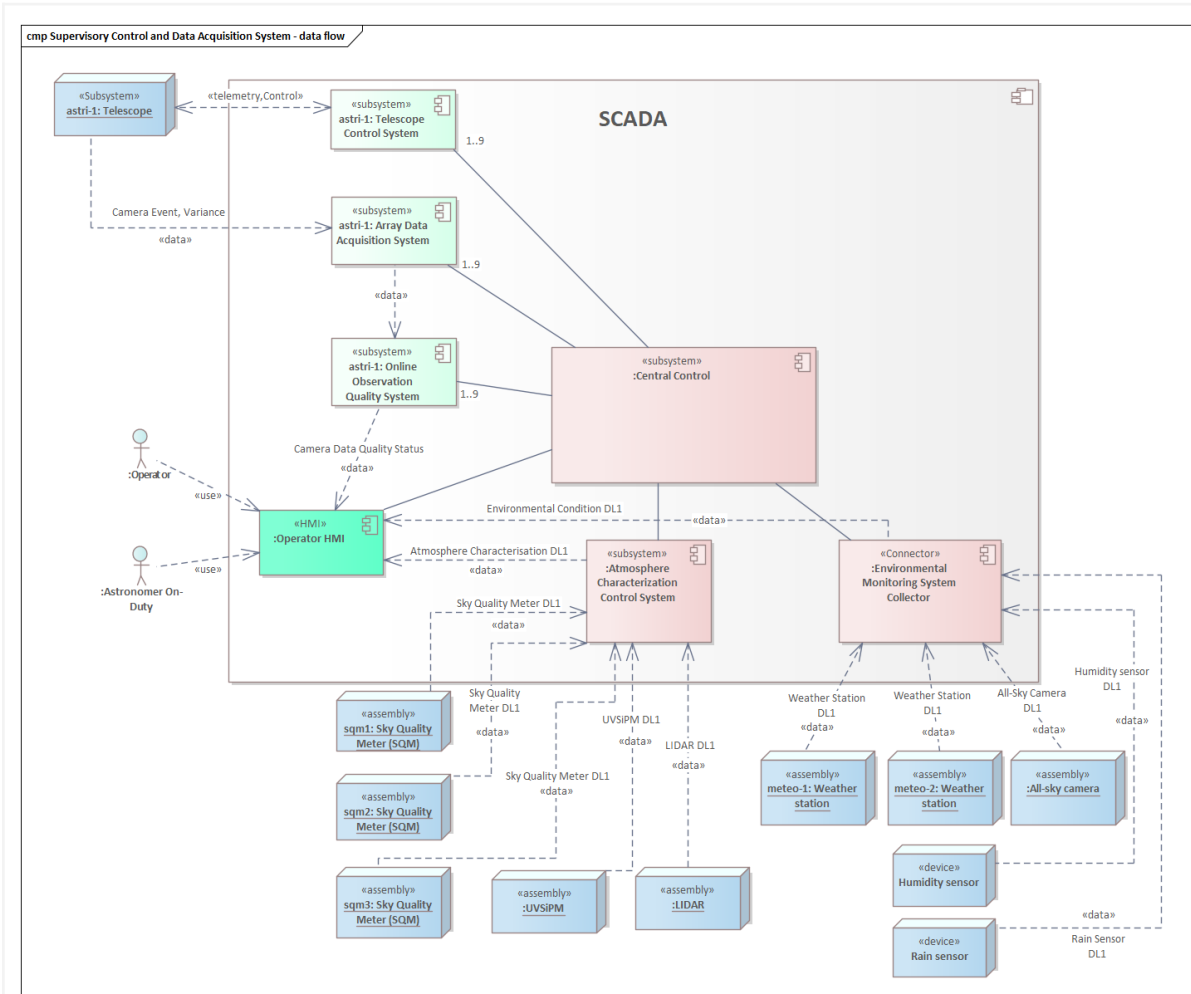 cmp Supervisory Control and Data Acquisition System - data flow
SCADA
«Subsystem»
astri-1: Telescope
«telemetry,Control»
«subsystem»
astri-1: Telescope
Control System
1..9
Camera Event, Variance
«data»
«subsystem»
astri-1: Array Data
Acquisition System
1..9
«data»
«subsystem»
astri-1: Online
Observation
Quality System
1..9
«subsystem»
:Central Control
Camera Data Quality Status
«data»
:Operator
«use»
«HMI»
:Operator HMI
«use»
:Astronomer On-
Duty
Environmental Condition DL1
«data»
Atmosphere Characterisation DL1
«data»
«subsystem»
:Atmosphere
Characterization
Control System
«Connector»
:Environmental
Monitoring System
Collector
Sky Quality Meter DL1
«data»
Sky Quality
Meter DL1
«data»
Sky Quality Meter DL1
«data»
UVSiPM DL1
«data»
LIDAR DL1
«data»
Weather Station
DL1
«data»
Weather Station
DL1
«data»
All-Sky Camera
DL1
«data»
Humidity sensor
DL1
«data»
«assembly»
sqm1: Sky Quality
Meter (SQM)
«assembly»
sqm2: Sky Quality
Meter (SQM)
«assembly»
sqm3: Sky Quality
Meter (SQM)
«assembly»
:UVSiPM
«assembly»
:LIDAR
«assembly»
meteo-1: Weather
station
«assembly»
meteo-2: Weather
station
«assembly»
:All-sky camera
«device»
Humidity sensor
«device»
Rain sensor
«data»
Rain Sensor
DL1